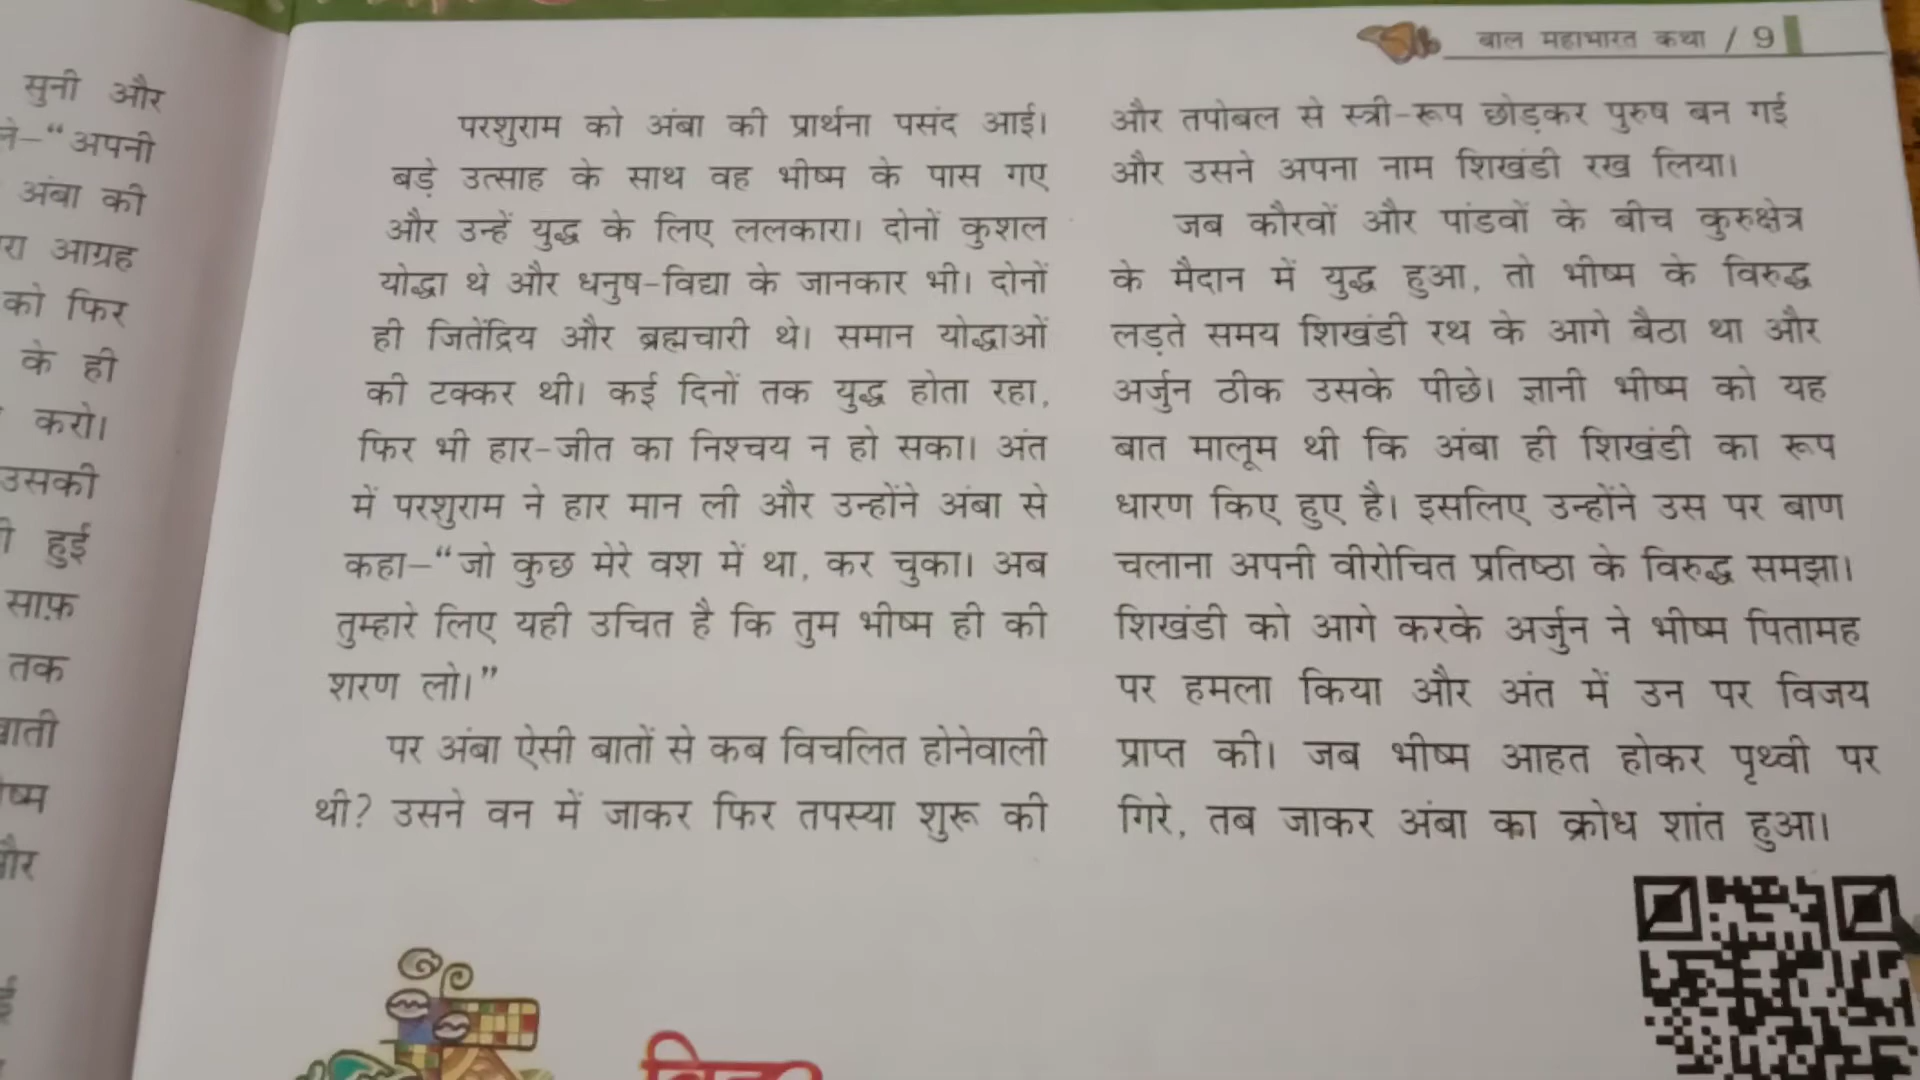 बाल महाभारत कथा / 9
सुनी और
ने–“अपनी
अंबा की
रा आग्रह
को फिर
के ही
करो।
उसकी
हुई
साफ़
तक
परशुराम को अंबा की प्रार्थना पसंद आई।
बड़े उत्साह के साथ वह भीष्म के पास गए
और उन्हें युद्ध के लिए ललकारा। दोनों कुशल
योद्धा थे और धनुष-विद्या के जानकार भी। दोनों
ही जितेंद्रिय और ब्रह्मचारी थे। समान योद्धाओं
की टक्कर थी। कई दिनों तक युद्ध होता रहा,
फिर भी हार-जीत का निश्चय न हो सका। अंत
में परशुराम ने हार मान ली और उन्होंने अंबा से
कहा–“जो कुछ मेरे वश में था, कर चुका। अब
तुम्हारे लिए यही उचित है कि तुम भीष्म ही की
शरण लो।”
पर अंबा ऐसी बातों से कब विचलित होनेवाली
थी? उसने वन में जाकर फिर तपस्या शुरू की
और तपोबल से स्त्री-रूप छोड़कर पुरुष बन गई
और उसने अपना नाम शिखंडी रख लिया।
जब कौरवों और पांडवों के बीच कुरुक्षेत्र
के मैदान में युद्ध हुआ, तो भीष्म के विरुद्ध
लड़ते समय शिखंडी रथ के आगे बैठा था और
अर्जुन ठीक उसके पीछे। ज्ञानी भीष्म को यह
बात मालूम थी कि अंबा ही शिखंडी का रूप
धारण किए हुए है। इसलिए उन्होंने उस पर बाण
चलाना अपनी वीरोचित प्रतिष्ठा के विरुद्ध समझा।
शिखंडी को आगे करके अर्जुन ने भीष्म पितामह
पर हमला किया और अंत में उन पर विजय
प्राप्त की। जब भीष्म आहत होकर पृथ्वी पर
गिरे, तब जाकर अंबा का क्रोध शांत हुआ।